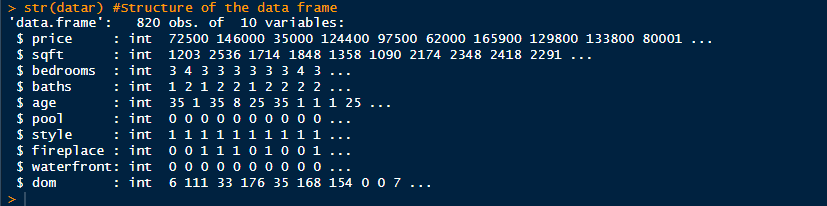 > str(datar) #Structure of the data frame
'data.frame':   820 obs. of  10 variables:
 $ price     : int  72500 146000 35000 124400 97500 62000 165900 129800 133800 80001 ...
 $ sqft      : int  1203 2536 1714 1848 1358 1090 2174 2348 2418 2291 ...
 $ bedrooms  : int  3 4 3 3 3 3 3 3 4 3 ...
 $ baths     : int  1 2 1 2 2 1 2 2 2 2 ...
 $ age       : int  35 1 35 8 25 35 1 1 1 25 ...
 $ pool      : int  0 0 0 0 0 0 0 0 0 0 ...
 $ style     : int  1 1 1 1 1 1 1 1 1 1 ...
 $ fireplace : int  0 0 1 1 1 0 1 0 0 1 ...
 $ waterfront: int  0 0 0 0 0 0 0 0 0 0 ...
 $ dom       : int  6 111 33 176 35 168 154 0 0 7 ...
>